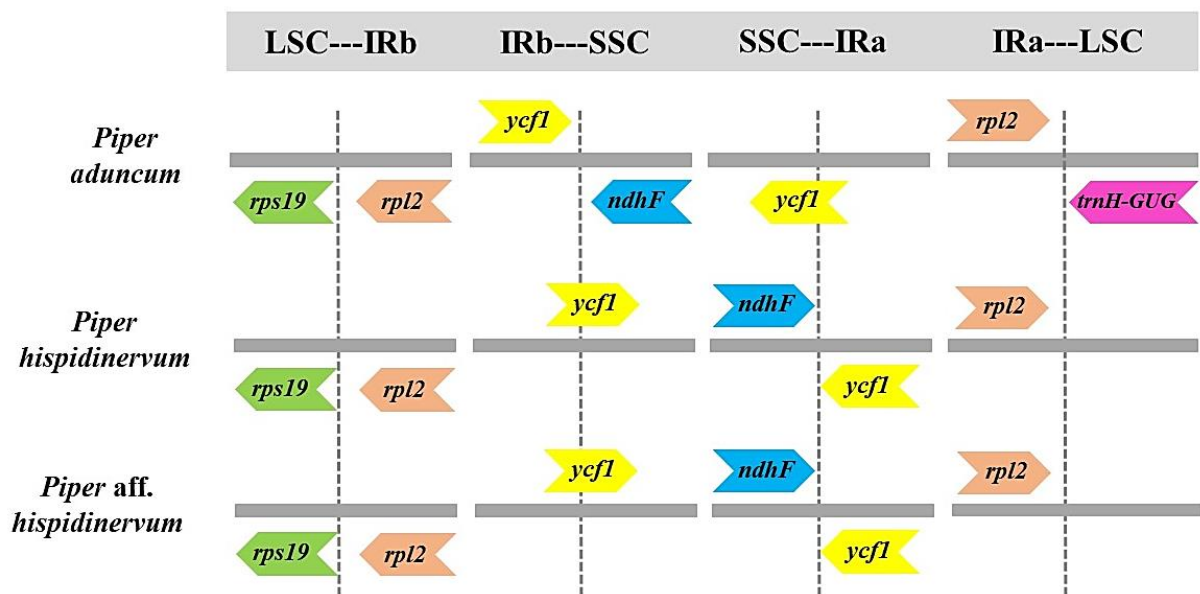 LSC---IRb IRb---SSC SSC---IRa IRa---LSC
ycf1 rpl2
Piper
aduncum
rps19 rpl2 ndhF ycf1 trnH-GUG
ycf1 ndhF rpl2
Piper
hispidinervum
rps19 rpl2 ycf1
ycf1 ndhF rpl2
Piper aff.
hispidinervum
rps19 rpl2 ycf1